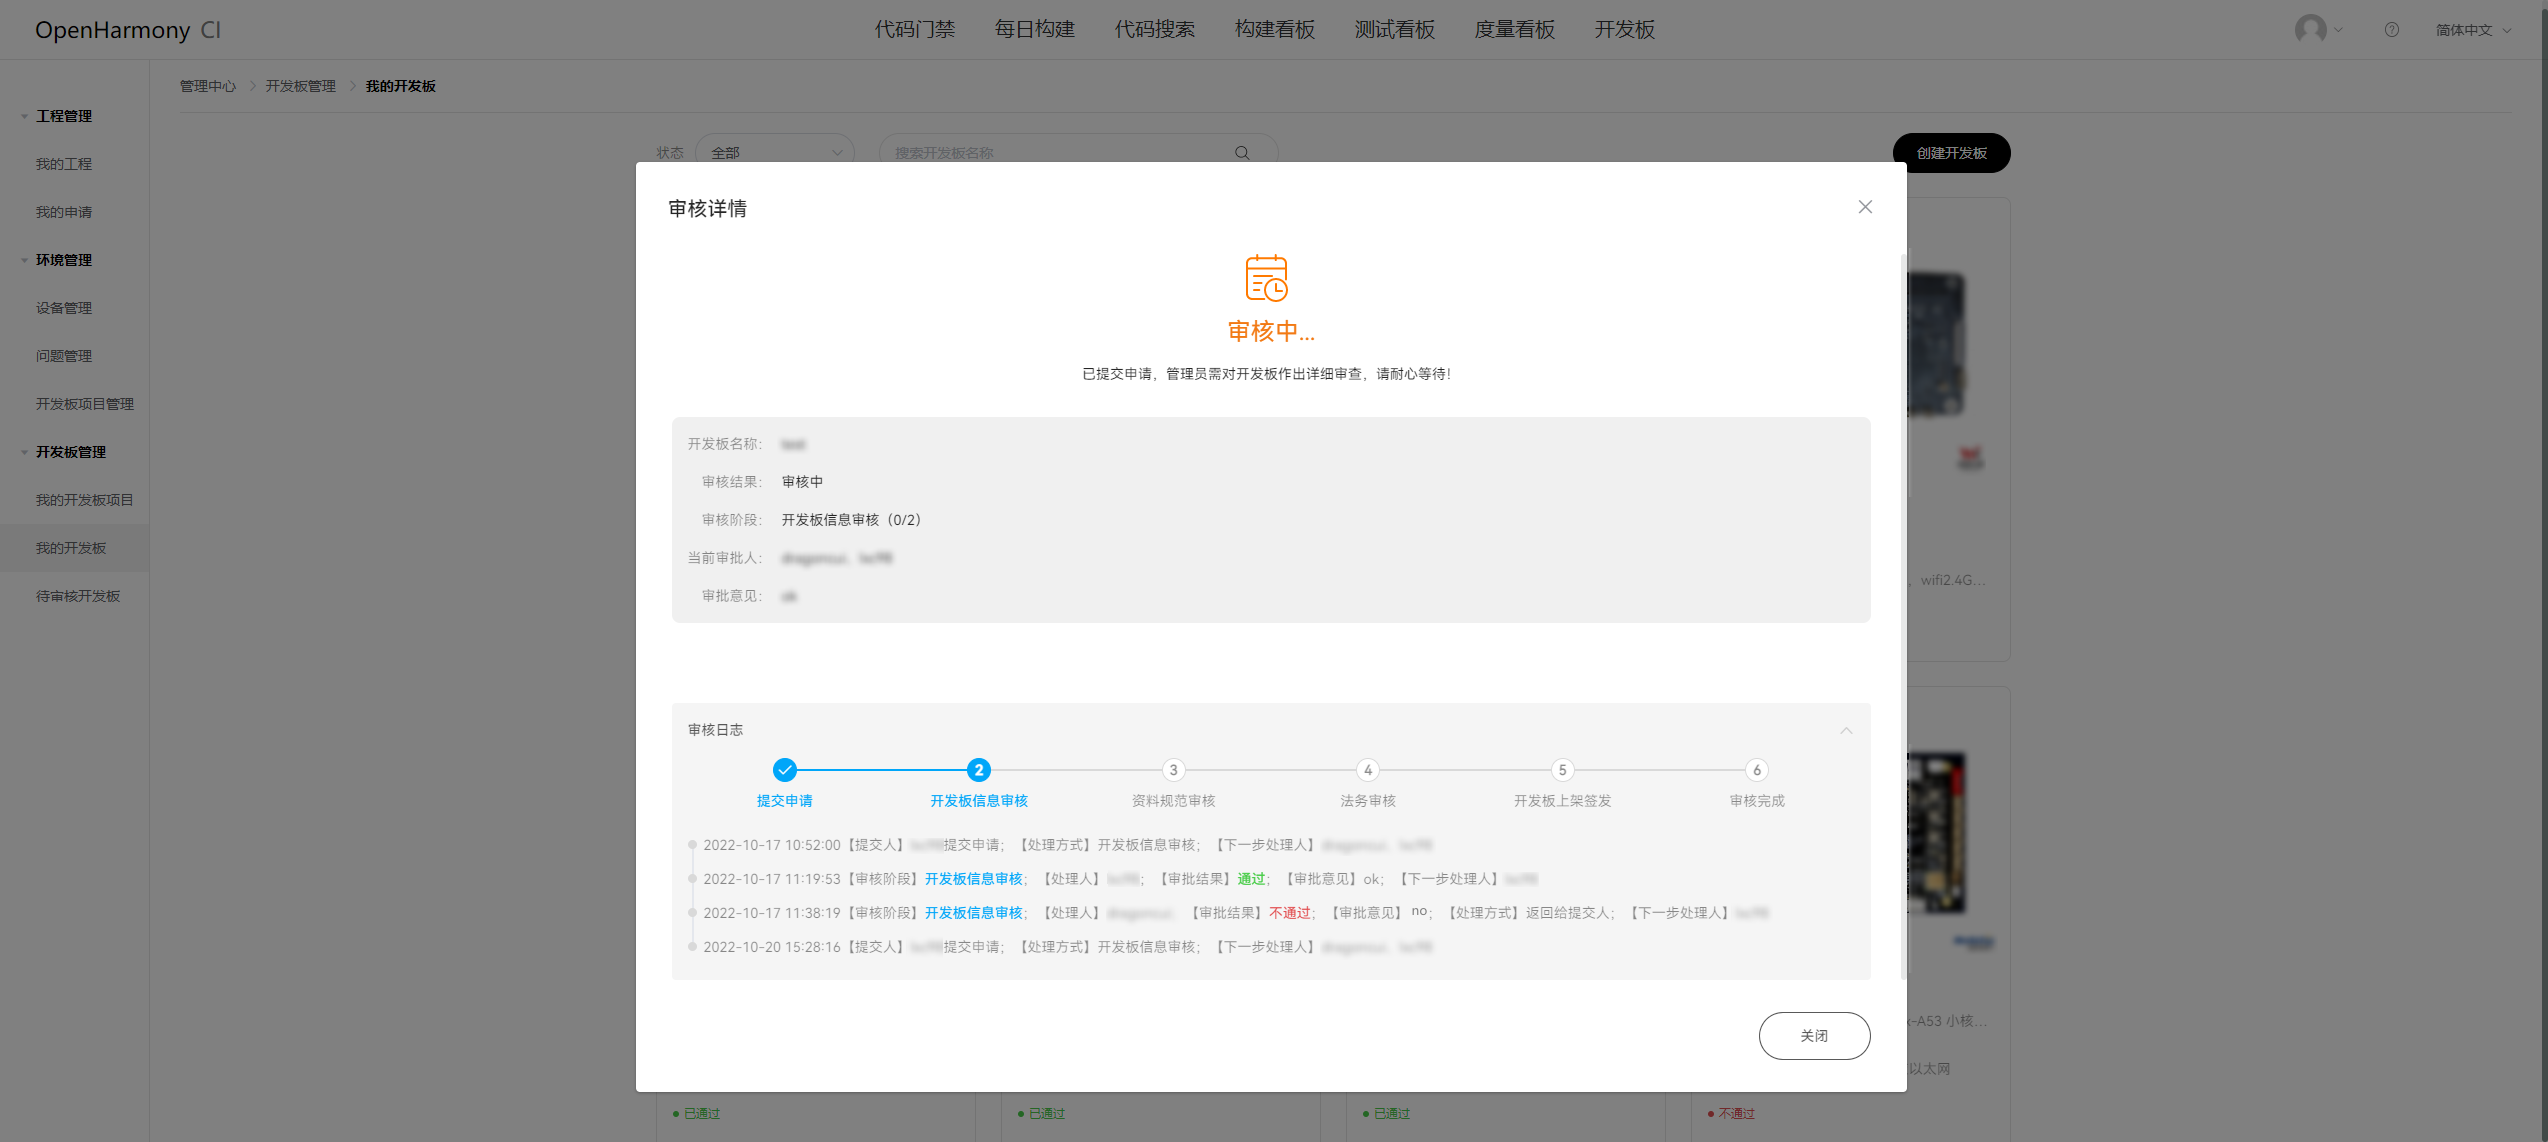 OpenHarmony CI
代码门禁 每日构建 代码搜索 构建看板 测试看板 度量看板 开发板
简体中文
管理中心 > 开发板管理 > 我的开发板
工程管理
我的工程
我的申请
环境管理
设备管理
问题管理
开发板项目管理
开发板管理
我的开发板项目
我的开发板
待审核开发板
状态 全部 搜索开发板名称 创建开发板
审核详情
审核中...
已提交申请，管理员需对开发板作出详细审查，请耐心等待！
开发板名称：
审核结果： 审核中
审核阶段： 开发板信息审核（0/2）
当前审批人：
审批意见：
，wifi2.4G...
审核日志
2 3 4 5 6
提交申请 开发板信息审核 资料规范审核 法务审核 开发板上架签发 审核完成
2022-10-17 10:52:00【提交人】提交申请；【处理方式】开发板信息审核；【下一步处理人】
2022-10-17 11:19:53【审核阶段】开发板信息审核；【处理人】；【审批结果】通过；【审批意见】ok；【下一步处理人】
2022-10-17 11:38:19【审核阶段】开发板信息审核；【处理人】【审批结果】不通过；【审批意见】no；【处理方式】返回给提交人；【下一步处理人】
2022-10-20 15:28:16【提交人】提交申请；【处理方式】开发板信息审核；【下一步处理人】
x-A53 小核...
关闭
以太网
已通过 已通过 已通过 不通过